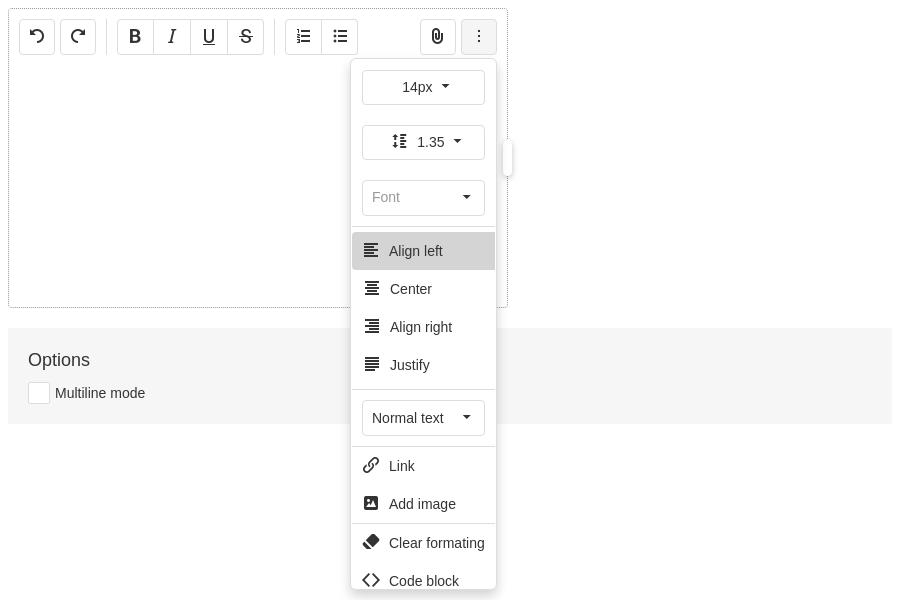 14px
1.35
Font
Align left
Center
Align right
Justify
Normal text
Link
Add image
Clear formating
Code block
Options
Multiline mode